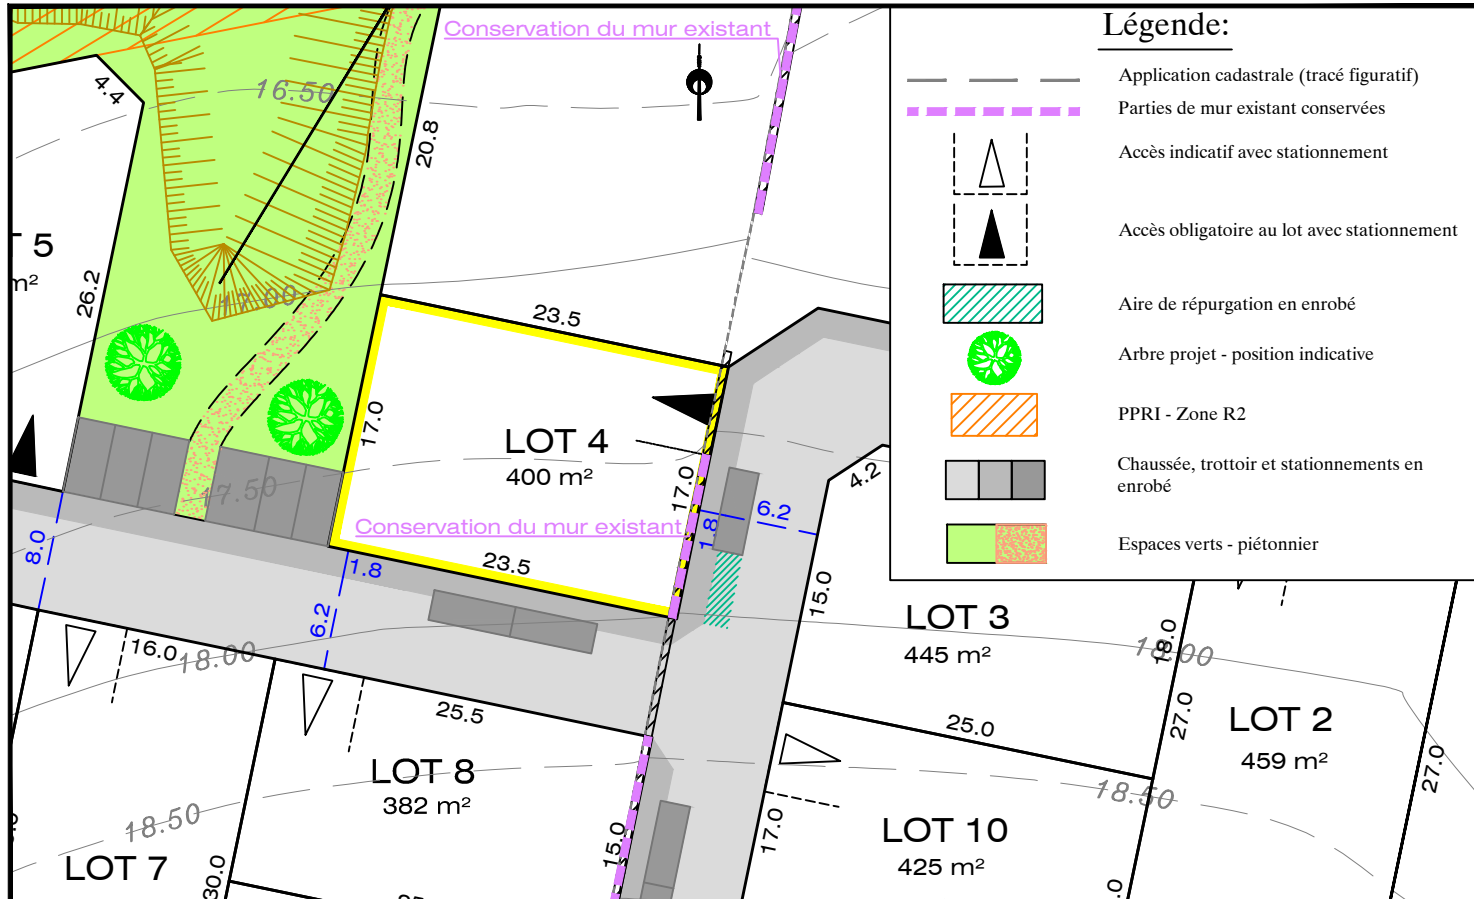 Légende:
Application cadastrale (tracé figuratif)
Parties de mur existant conservées
Accès indicatif avec stationnement
Accès obligatoire au lot avec stationnement
Aire de répurgation en enrobé
Arbre projet - position indicative
PPRI - Zone R2
Chaussée, trottoir et stationnements en
enrobé
Espaces verts - piétonnier
Conservation du mur existant
4.4
16.50
20.8
5
m²
26.2
17.00
23.5
17.0
LOT 4
400 m²
17.0
17.50
Conservation du mur existant
1.8
6.2
4.2
8.0
1.8
23.5
6.2
15.0
LOT 3
445 m²
18.0
18.00
16.0
18.00
25.5
25.0
27.0
LOT 2
459 m²
27.0
LOT 8
382 m²
18.50
18.50
LOT 7
30.0
15.0
17.0
LOT 10
425 m²